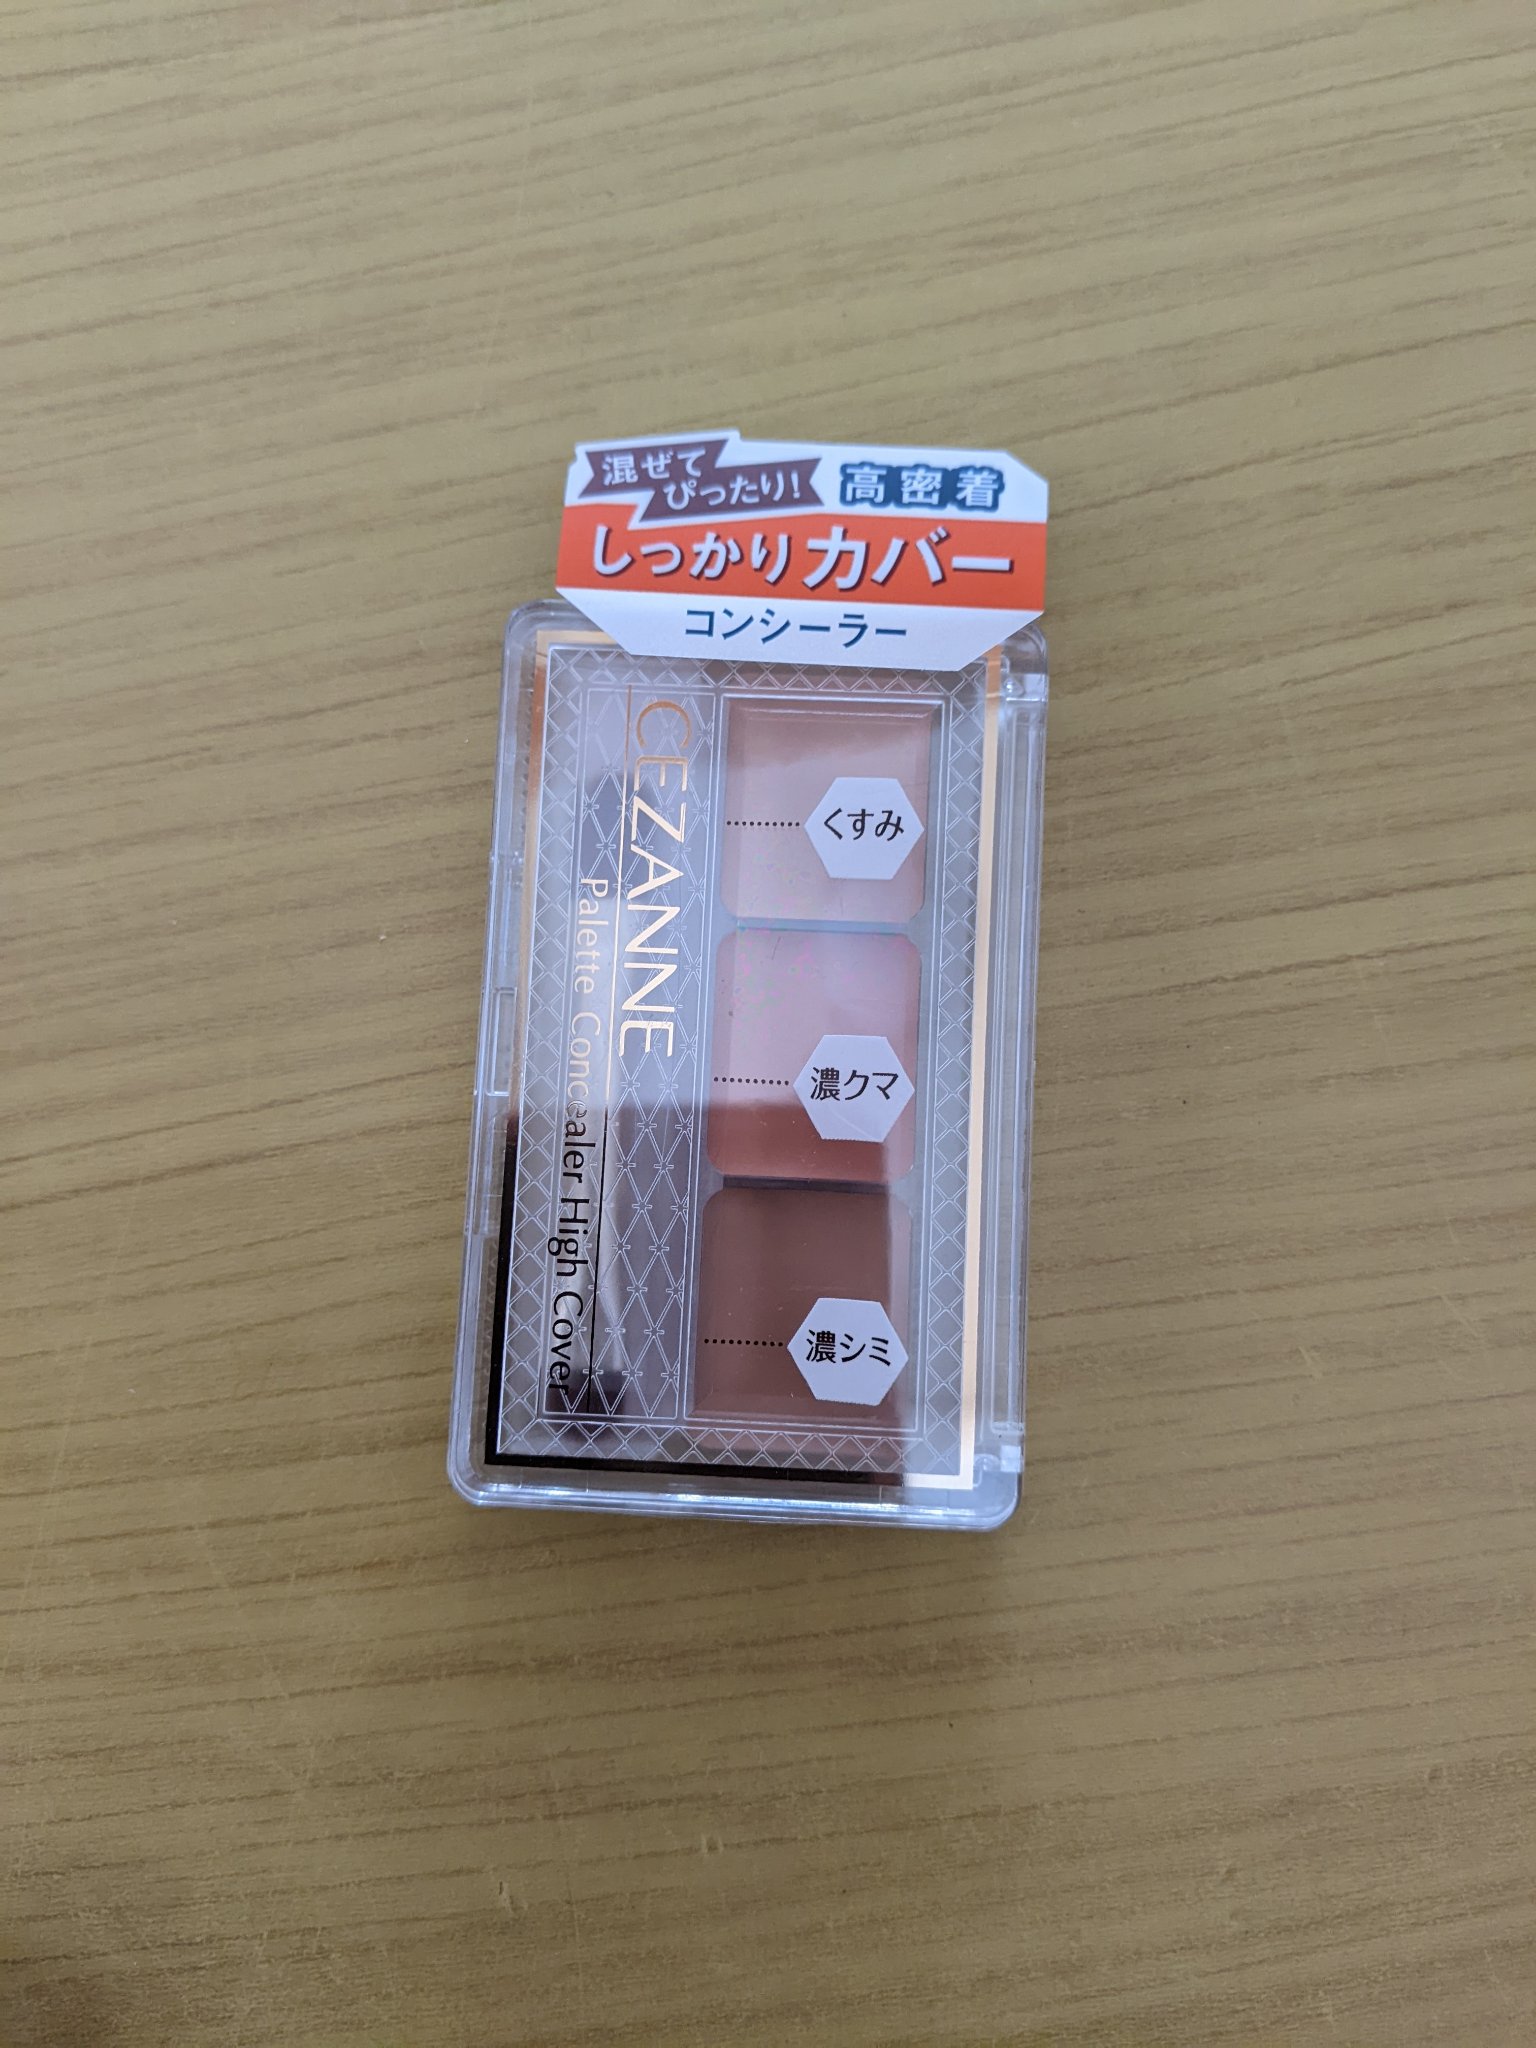 混ぜて
ぴったり!
高密着
しっかりカバー
コンシーラー
CEZANNE
Palette Concealer High Cover
くすみ
濃クマ
濃シミ